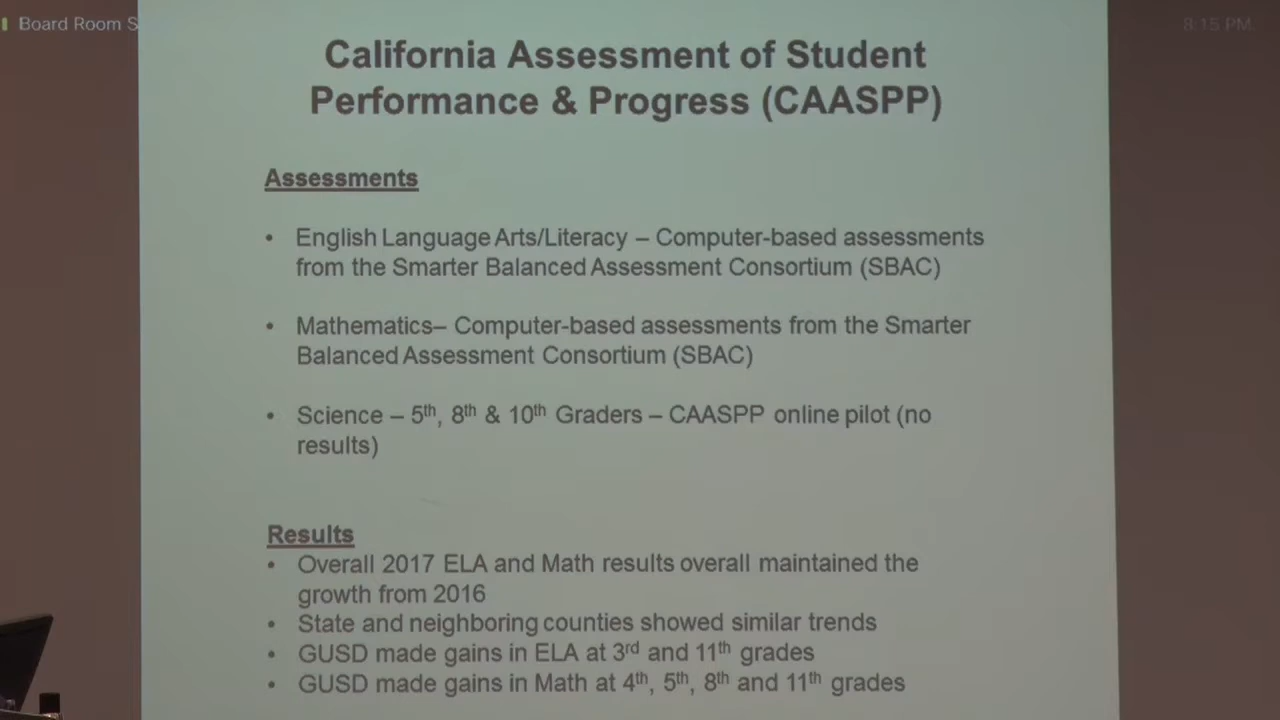 Board Room S
8:15 PM
California Assessment of Student
Performance & Progress (CAASPP)
Assessments
• English Language Arts/Literacy – Computer-based assessments
from the Smarter Balanced Assessment Consortium (SBAC)
• Mathematics– Computer-based assessments from the Smarter
Balanced Assessment Consortium (SBAC)
• Science – 5th, 8th & 10th Graders – CAASPP online pilot (no
results)
Results
• Overall 2017 ELA and Math results overall maintained the
growth from 2016
• State and neighboring counties showed similar trends
• GUSD made gains in ELA at 3rd and 11th grades
• GUSD made gains in Math at 4th, 5th, 8th and 11th grades